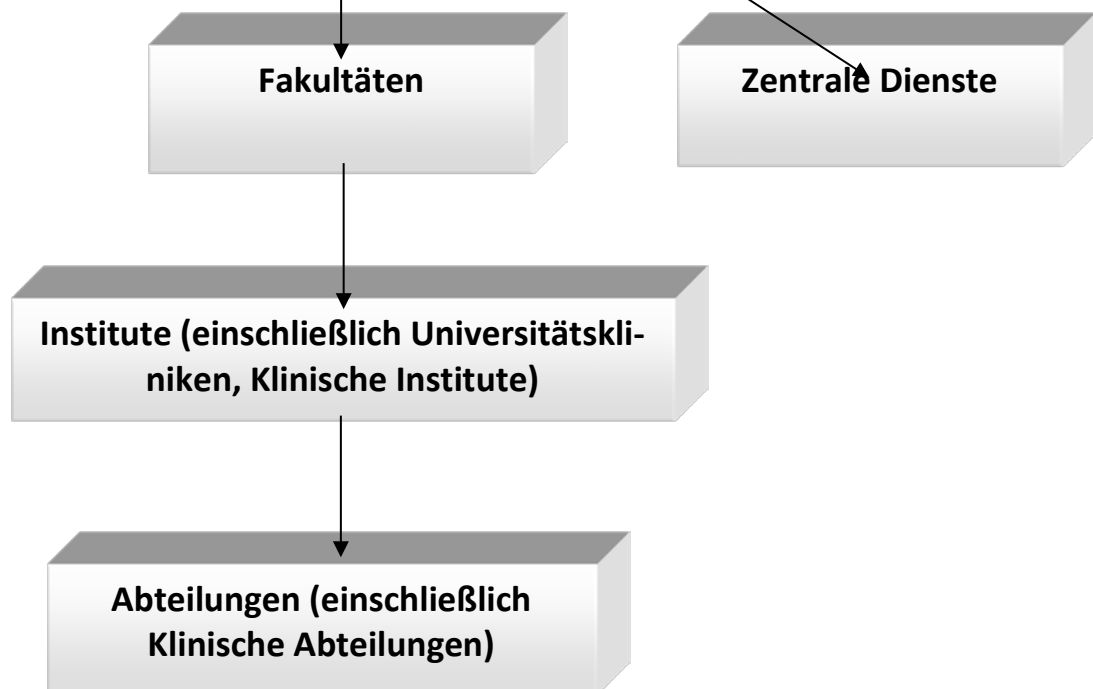 Fakultäten
Zentrale Dienste
Institute (einschließlich Universitätskli-
niken, Klinische Institute)
Abteilungen (einschließlich
Klinische Abteilungen)